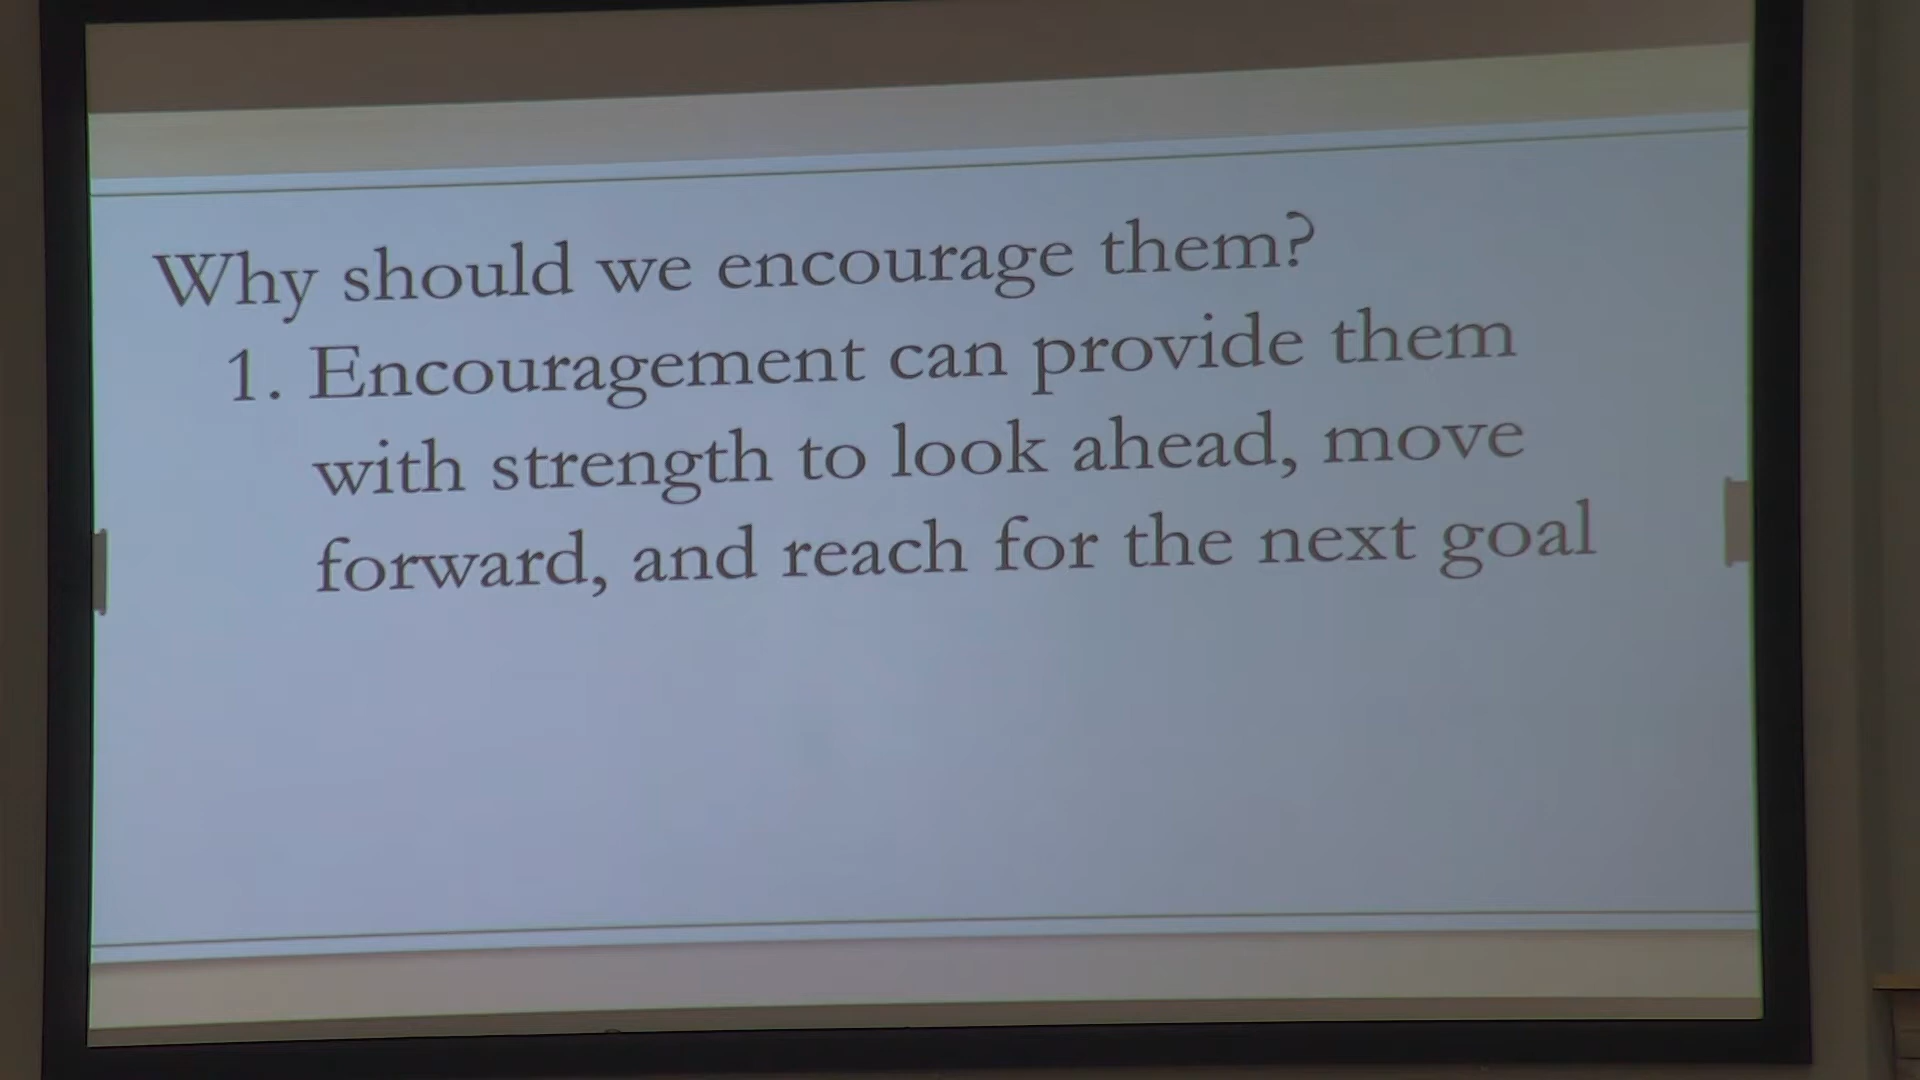 Why should we encourage them?
1. Encouragement can provide them
with strength to look ahead, move
forward, and reach for the next goal